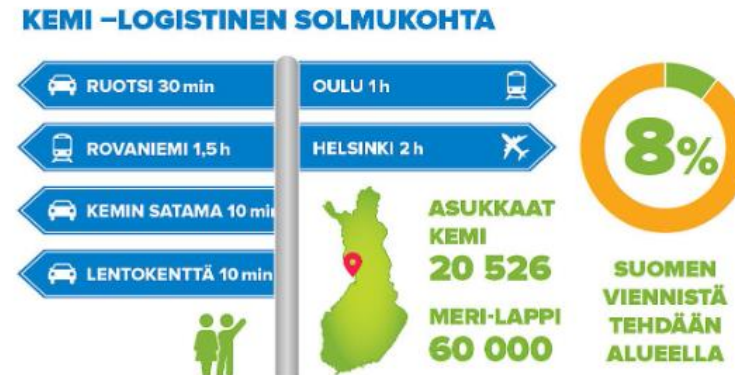 KEMI –LOGISTINEN SOLMUKOHTA
RUOTSI 30 min
ROVANIEMI 1,5 h
KEMIN SATAMA 10 min
LENTOKENTTÄ 10 min
OULU 1 h
HELSINKI 2 h
ASUKKAAT
KEMI
20 526
MERI-LAPPI
60 000
8%
SUOMEN
VIENNISTÄ
TEHDÄÄN
ALUEELLA